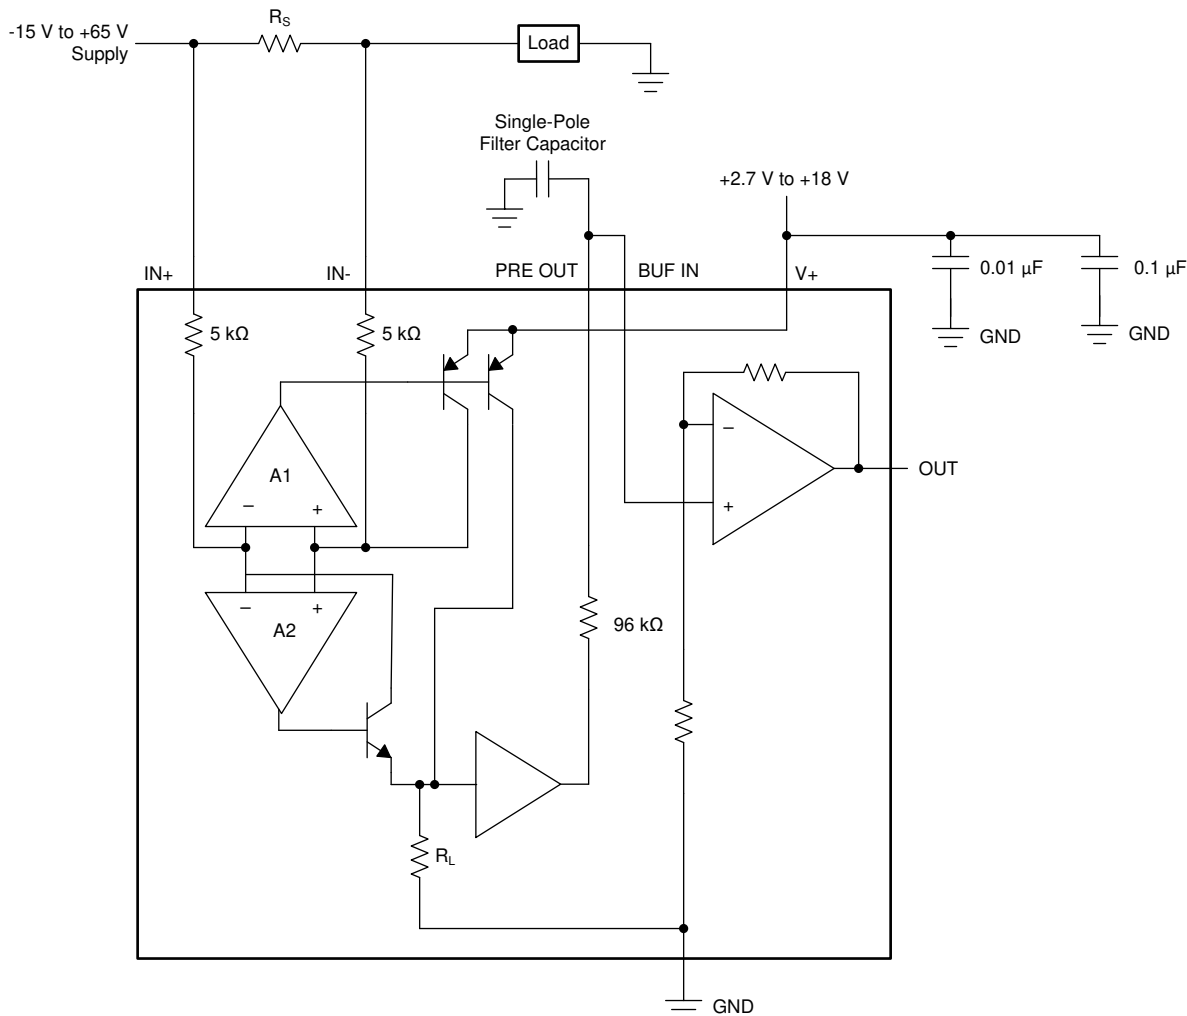 R_S
-15 V to +65 V
Supply
Load
Single-Pole
Filter Capacitor
+2.7 V to +18 V
IN+
IN-
PRE OUT
BUF IN
V+
0.01 µF
0.1 µF
5 kΩ
5 kΩ
GND
GND
A1
−
+
−
+
OUT
−
+
A2
96 kΩ
R_L
GND